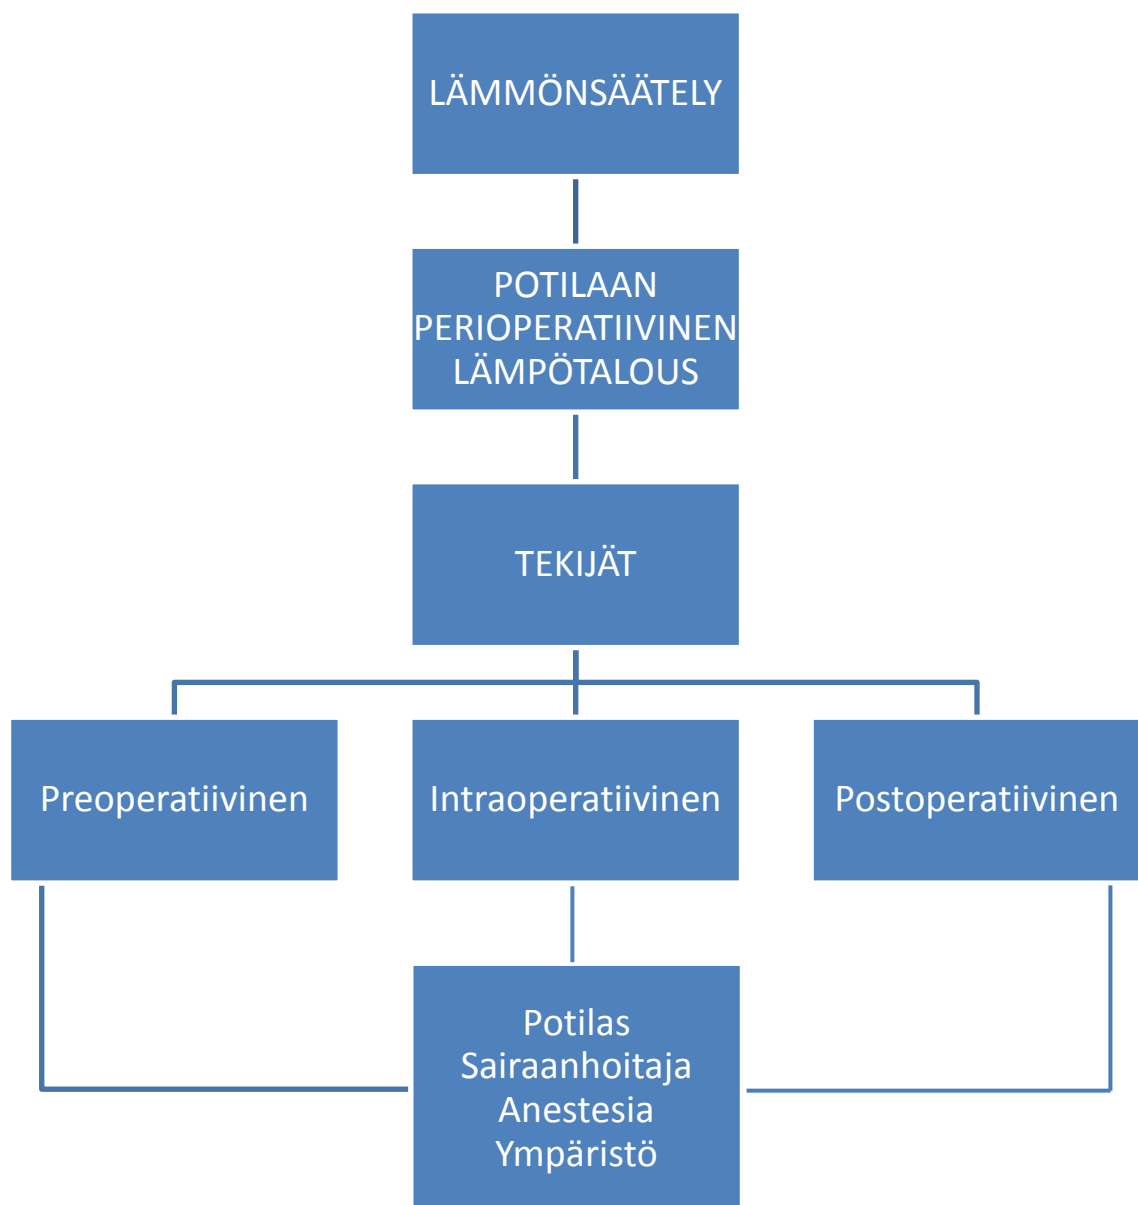 LÄMMÖNSÄÄTELY
POTILAAN
PERIOPERATIIVINEN
LÄMPÖTALOUS
TEKIJÄT
Preoperatiivinen
Intraoperatiivinen
Postoperatiivinen
Potilas
Sairaanhoitaja
Anestesia
Ympäristö